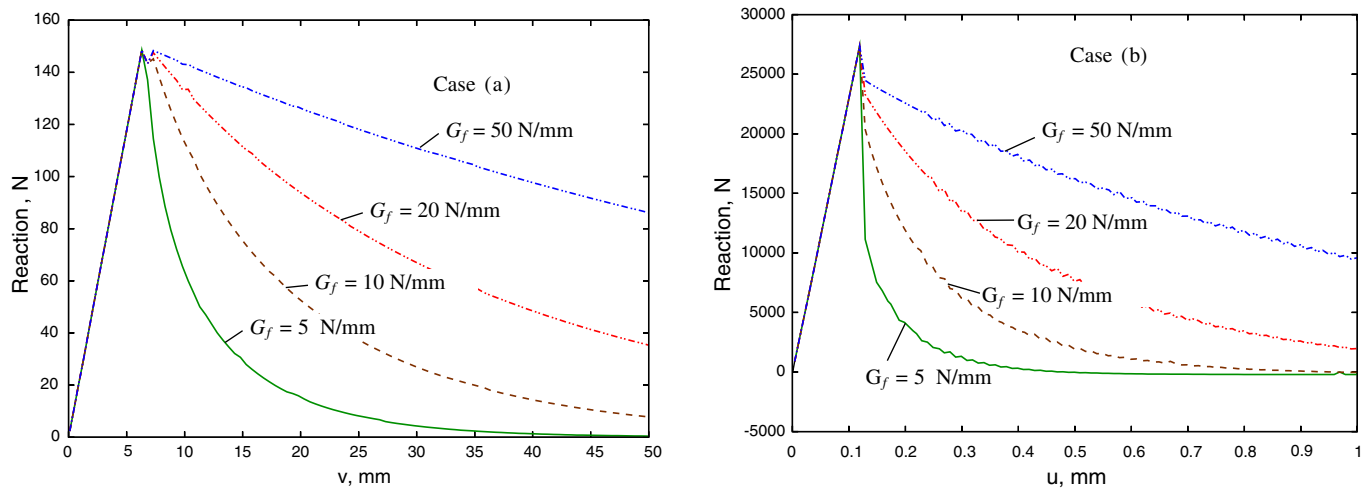 160
140
120
100
80
60
40
20
0
Reaction, N
0 5 10 15 20 25 30 35 40 45 50
v, mm
Case (a)
G_f = 50 N/mm
G_f = 20 N/mm
G_f = 10 N/mm
G_f = 5 N/mm
30000
25000
20000
15000
10000
5000
0
-5000
Reaction, N
0 0.1 0.2 0.3 0.4 0.5 0.6 0.7 0.8 0.9 1
u, mm
Case (b)
G_f = 50 N/mm
G_f = 20 N/mm
G_f = 10 N/mm
G_f = 5 N/mm